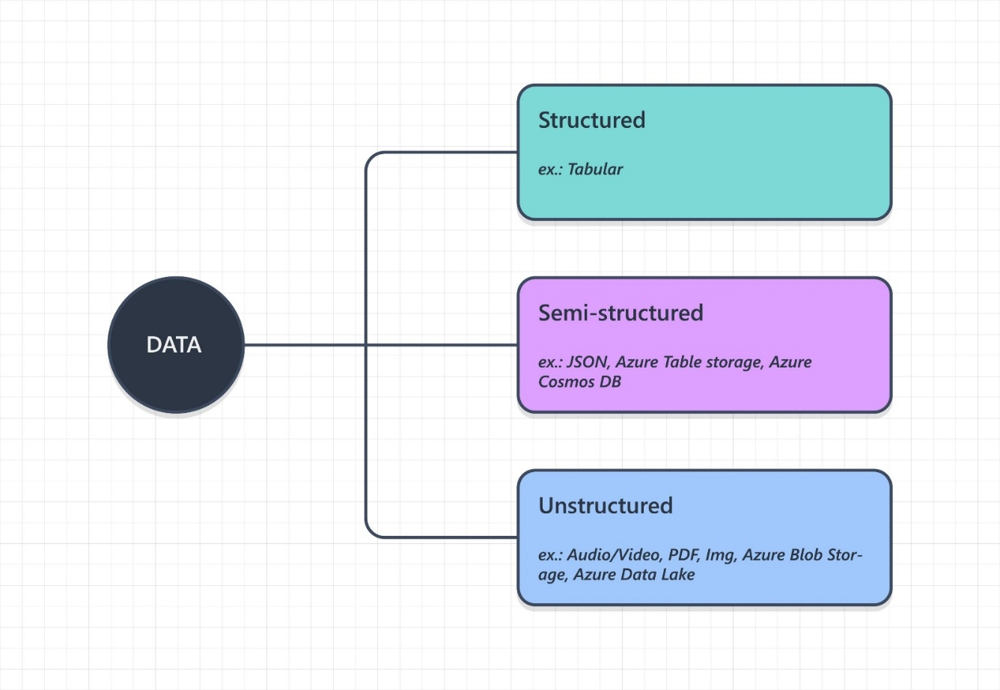 Structured
ex.: Tabular
DATA
Semi-structured
ex.: JSON, Azure Table storage, Azure
Cosmos DB
Unstructured
ex.: Audio/Video, PDF, Img, Azure Blob Stor-
age, Azure Data Lake